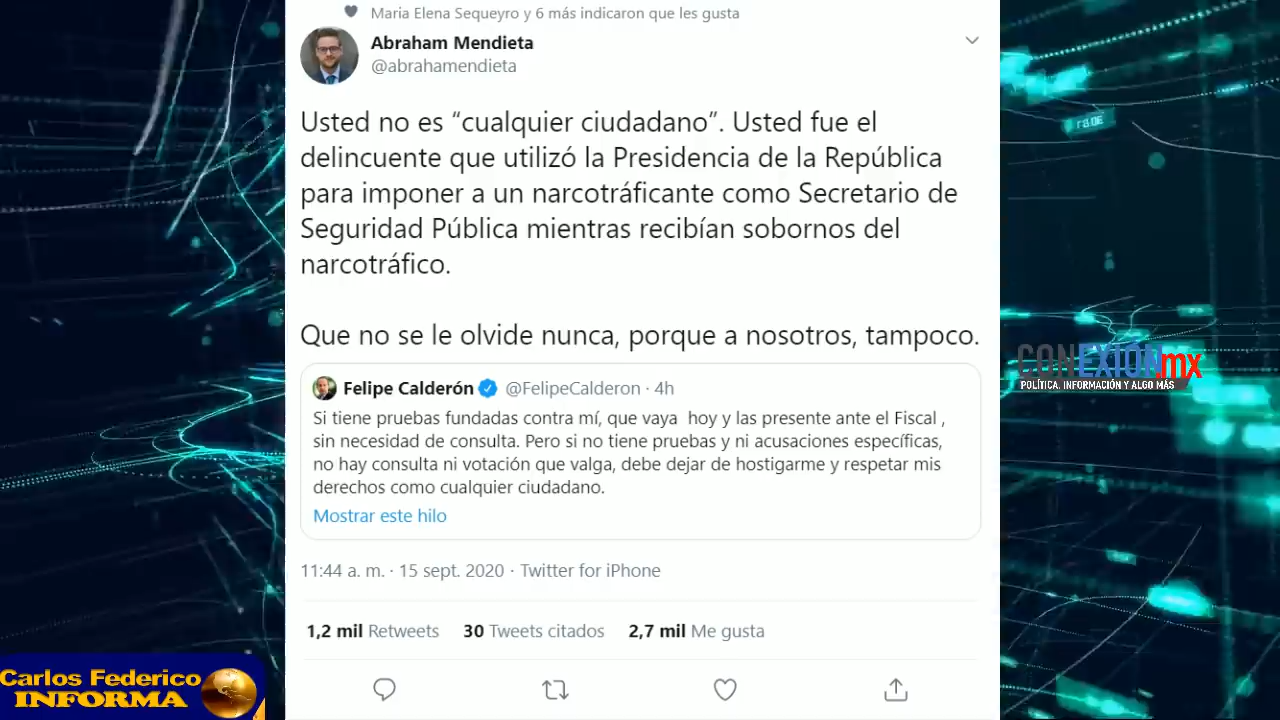 Maria Elena Sequeyro y 6 más indicaron que les gusta
Abraham Mendieta
@abrahamendieta
Usted no es “cualquier ciudadano”. Usted fue el
delincuente que utilizó la Presidencia de la República
para imponer a un narcotráficante como Secretario de
Seguridad Pública mientras recibían sobornos del
narcotráfico.
Que no se le olvide nunca, porque a nosotros, tampoco.
Felipe Calderón @FelipeCalderon · 4h
Si tiene pruebas fundadas contra mí, que vaya hoy y las presente ante el Fiscal ,
sin necesidad de consulta. Pero si no tiene pruebas y ni acusaciones específicas,
no hay consulta ni votación que valga, debe dejar de hostigarme y respetar mis
derechos como cualquier ciudadano.
Mostrar este hilo
11:44 a. m. · 15 sept. 2020 · Twitter for iPhone
1,2 mil Retweets 30 Tweets citados 2,7 mil Me gusta
CONEXIÓN.mx
POLÍTICA, INFORMACIÓN Y ALGO MÁS
Carlos Federico
INFORMA